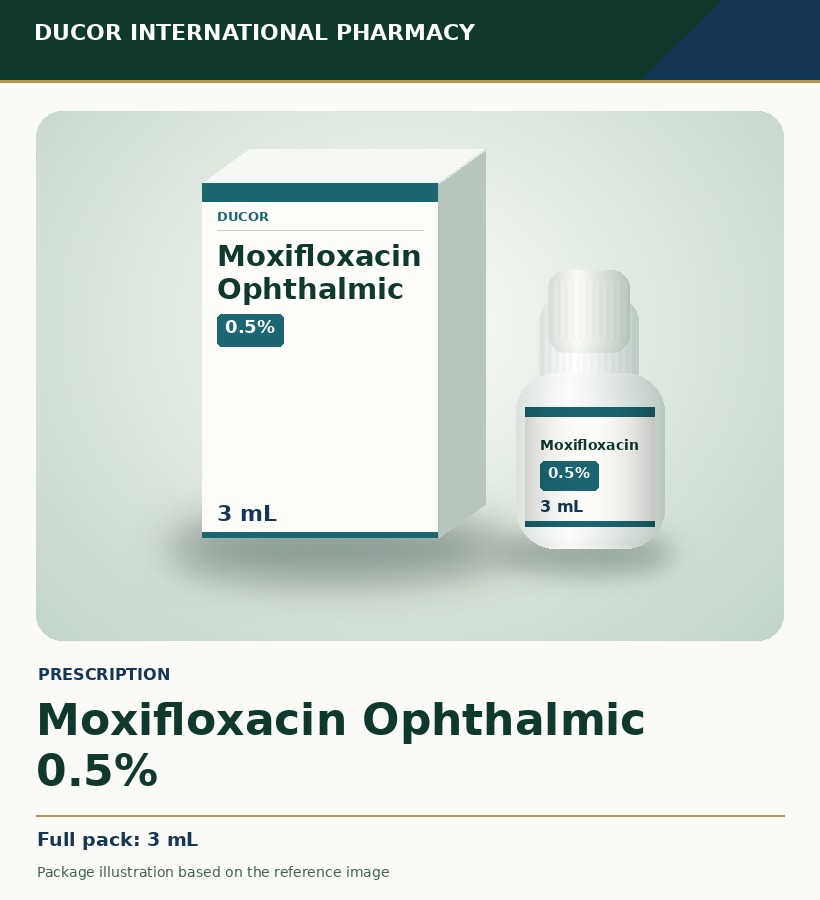 DUCOR INTERNATIONAL PHARMACY
DUCOR
Moxifloxacin
Ophthalmic
0.5%
3 mL
Moxifloxacin
0.5%
3 mL
PRESCRIPTION
Moxifloxacin Ophthalmic
0.5%
Full pack: 3 mL
Package illustration based on the reference image